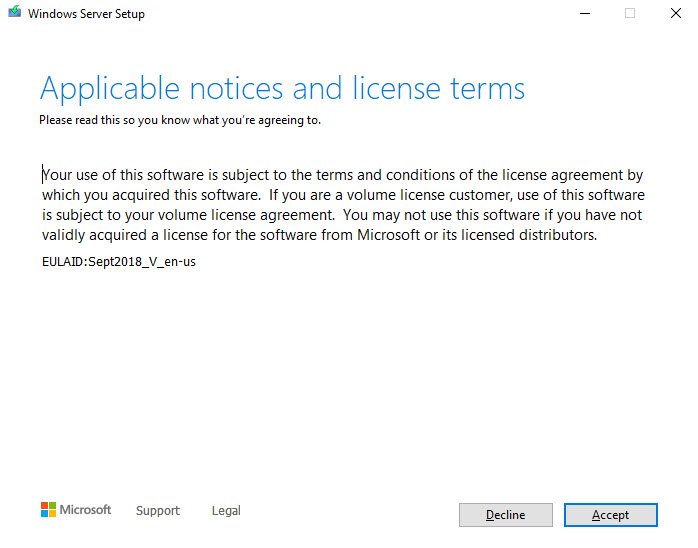 Windows Server Setup
Applicable notices and license terms
Please read this so you know what you're agreeing to.
Your use of this software is subject to the terms and conditions of the license agreement by
which you acquired this software.  If you are a volume license customer, use of this software
is subject to your volume license agreement.  You may not use this software if you have not
validly acquired a license for the software from Microsoft or its licensed distributors.
EULAID:Sept2018_V_en-us
Microsoft Support Legal Decline Accept